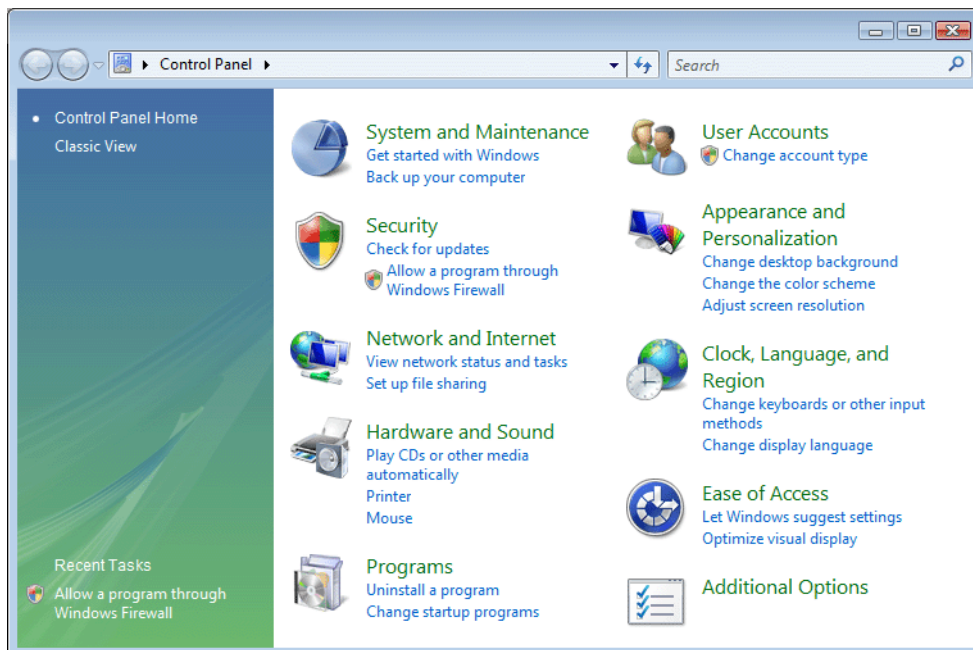 Control Panel
Search
Control Panel Home
Classic View
Recent Tasks
Allow a program through
Windows Firewall
System and Maintenance
Get started with Windows
Back up your computer
Security
Check for updates
Allow a program through
Windows Firewall
Network and Internet
View network status and tasks
Set up file sharing
Hardware and Sound
Play CDs or other media
automatically
Printer
Mouse
Programs
Uninstall a program
Change startup programs
User Accounts
Change account type
Appearance and
Personalization
Change desktop background
Change the color scheme
Adjust screen resolution
Clock, Language, and
Region
Change keyboards or other input
methods
Change display language
Ease of Access
Let Windows suggest settings
Optimize visual display
Additional Options